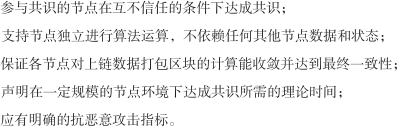 参与共识的节点在互不信任的条件下达成共识；
支持节点独立进行算法运算，不依赖任何其他节点数据和状态；
保证各节点对上链数据打包区块的计算能收敛并达到最终一致性；
声明在一定规模的节点环境下达成共识所需的理论时间；
应有明确的抗恶意攻击指标。